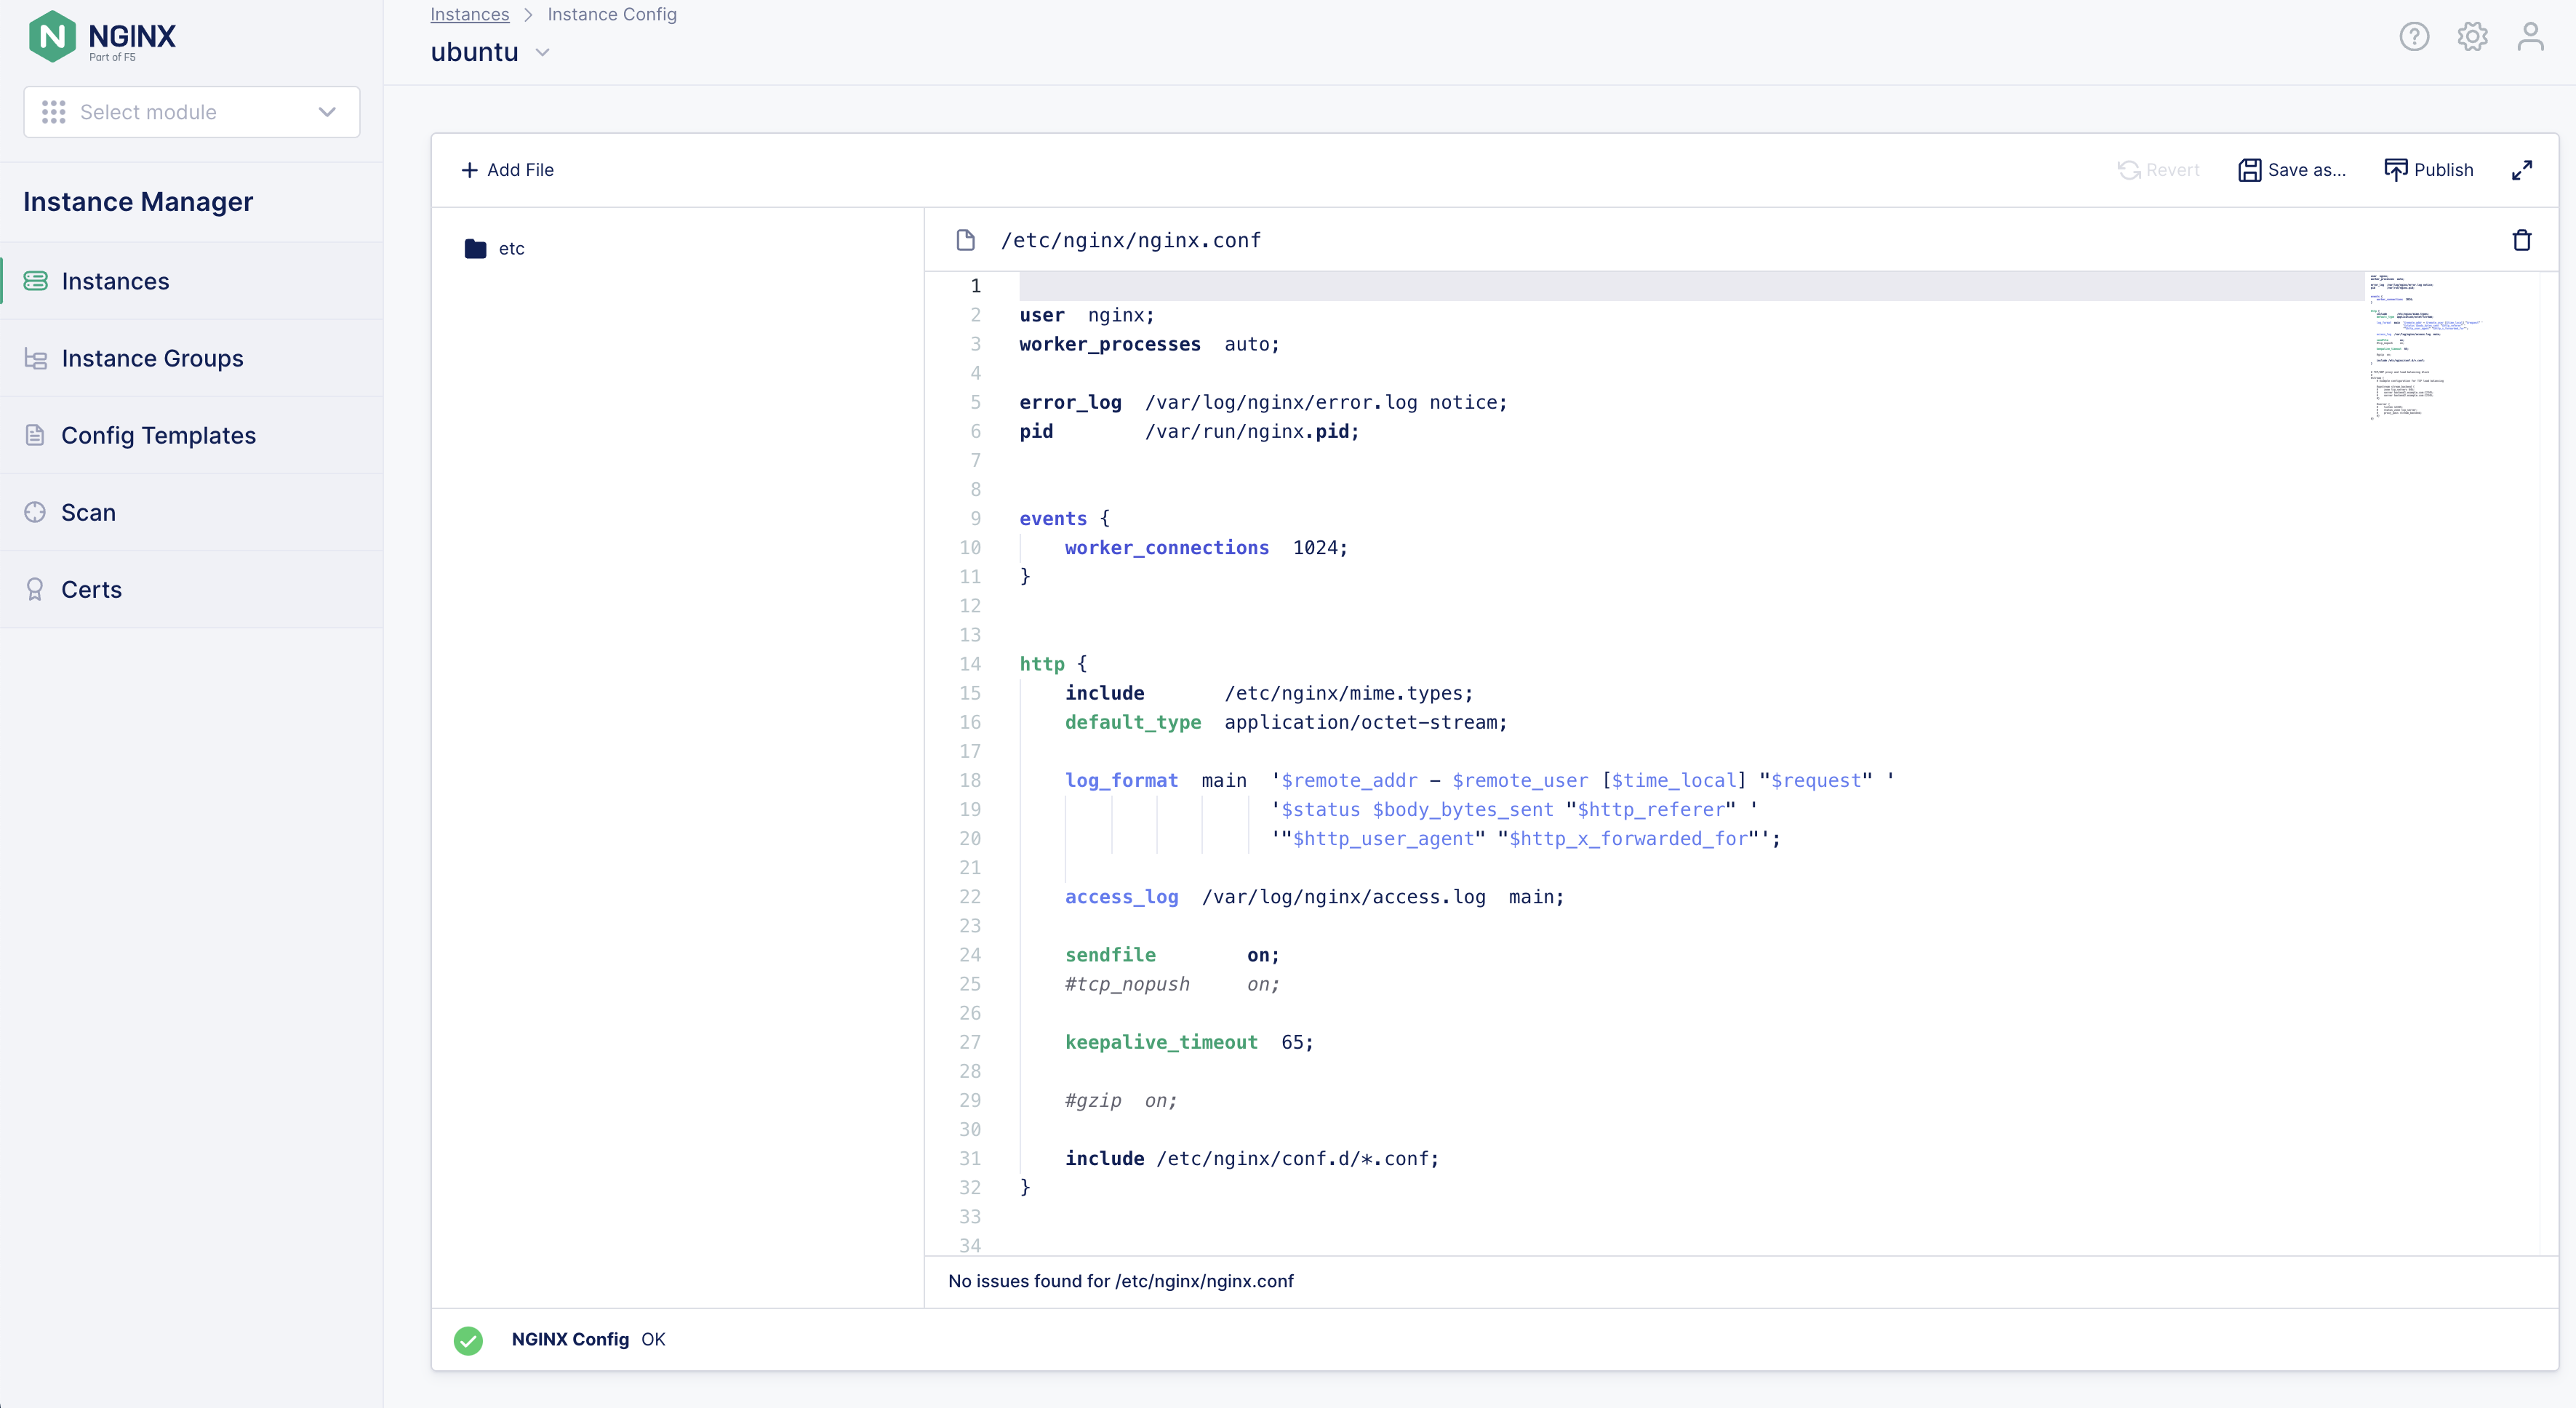 NGINX
Part of F5
Select module
Instance Manager
Instances
Instance Groups
Config Templates
Scan
Certs
Instances > Instance Config
ubuntu
Add File
Revert
Save as...
Publish
etc
/etc/nginx/nginx.conf
1
2 user  nginx;
3 worker_processes  auto;
4
5 error_log  /var/log/nginx/error.log notice;
6 pid        /var/run/nginx.pid;
7
8
9 events {
10     worker_connections  1024;
11 }
12
13
14 http {
15     include       /etc/nginx/mime.types;
16     default_type  application/octet-stream;
17
18     log_format  main  '$remote_addr - $remote_user [$time_local] "$request" '
19                       '$status $body_bytes_sent "$http_referer" '
20                       '"$http_user_agent" "$http_x_forwarded_for"';
21
22     access_log  /var/log/nginx/access.log  main;
23
24     sendfile        on;
25     #tcp_nopush     on;
26
27     keepalive_timeout  65;
28
29     #gzip  on;
30
31     include /etc/nginx/conf.d/*.conf;
32 }
33
34
No issues found for /etc/nginx/nginx.conf
NGINX Config OK